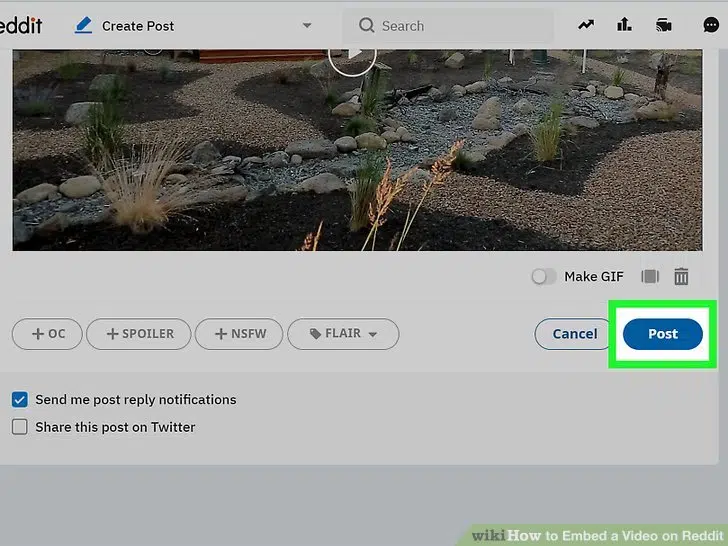 eddit Create Post Search
Make GIF
+ OC + SPOILER + NSFW FLAIR Cancel Post
Send me post reply notifications
Share this post on Twitter
wikiHow to Embed a Video on Reddit